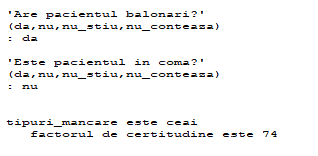 'Are pacientul balonari?'
(da,nu,nu_stiu,nu_conteaza)
: da
'Este pacientul in coma?'
(da,nu,nu_stiu,nu_conteaza)
: nu
tipuri_mancare este ceai
factorul de certitudine este 74